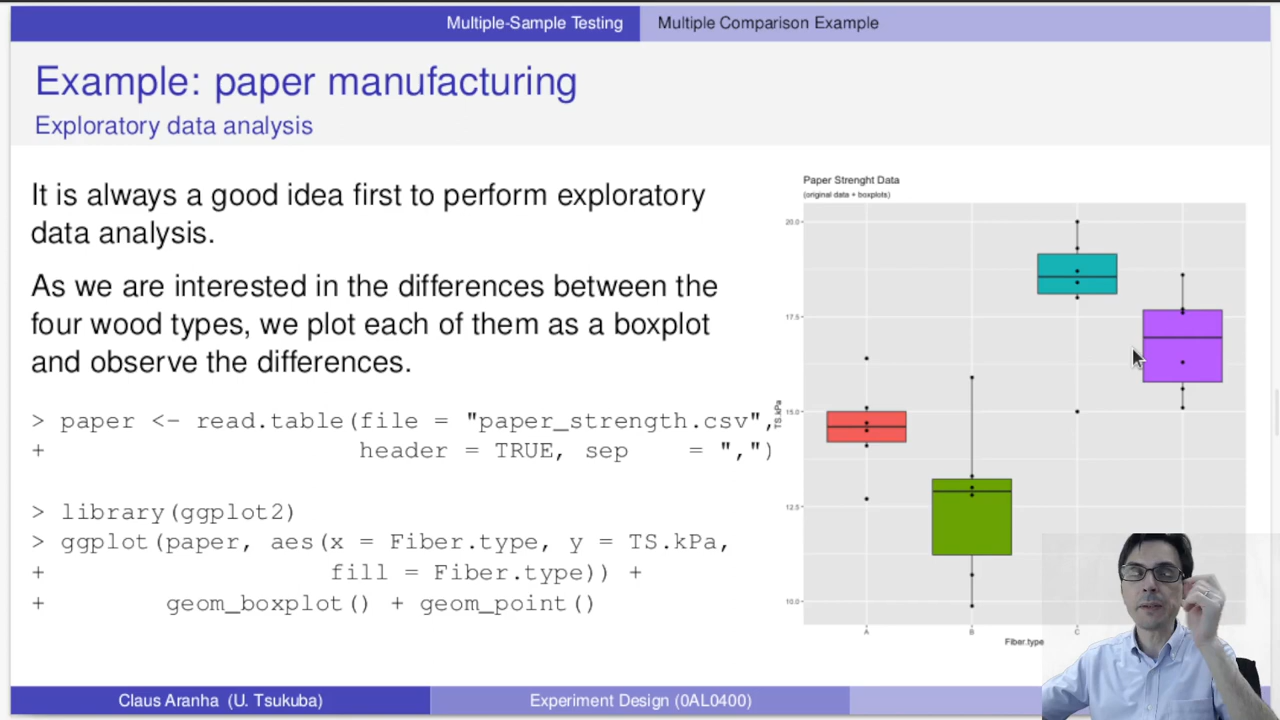 Multiple-Sample Testing
Multiple Comparison Example
Example: paper manufacturing
Exploratory data analysis
It is always a good idea first to perform exploratory
data analysis.
As we are interested in the differences between the
four wood types, we plot each of them as a boxplot
and observe the differences.
> paper <- read.table(file = "paper_strength.csv",
+ header = TRUE, sep = ",")
> library(ggplot2)
> ggplot(paper, aes(x = Fiber.type, y = TS.kPa,
+ fill = Fiber.type)) +
+ geom_boxplot() + geom_point()
Paper Strenght Data
(original data + boxplots)
20.0
17.5
15.0
12.5
10.0
TS.kPa
A B C
Fiber.type
Claus Aranha (U. Tsukuba)
Experiment Design (0AL0400)